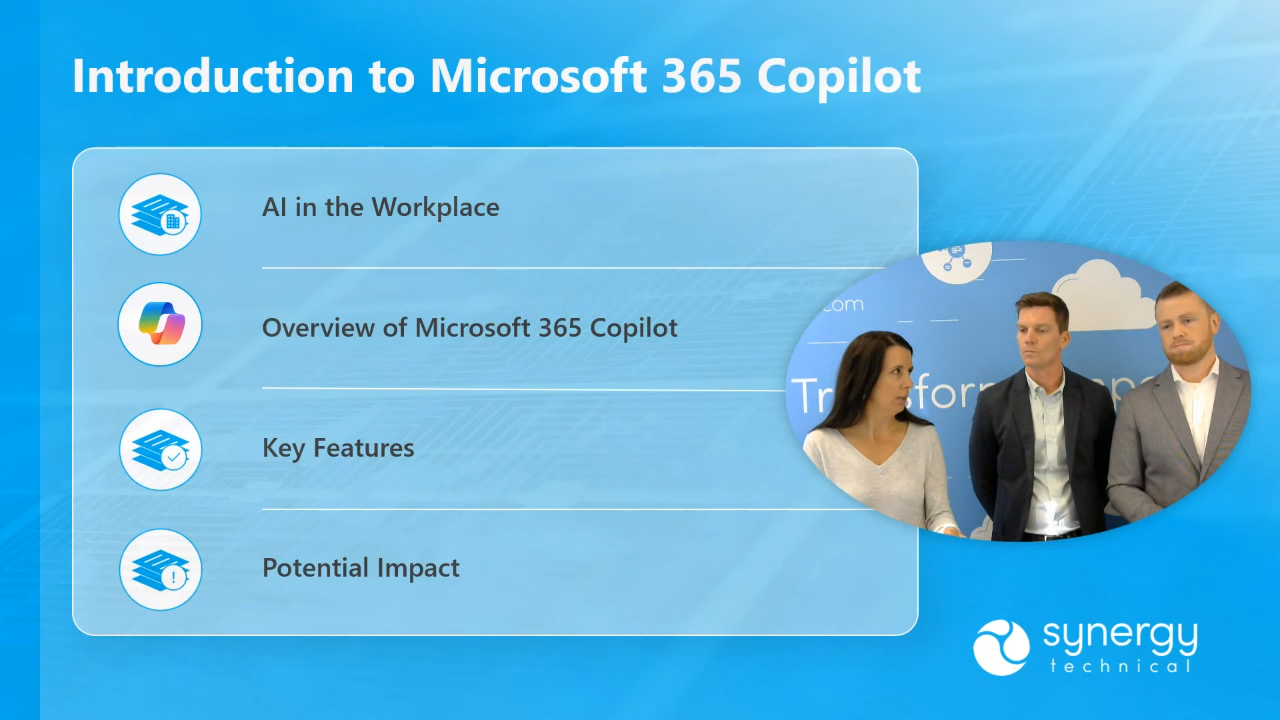 Introduction to Microsoft 365 Copilot
AI in the Workplace
Overview of Microsoft 365 Copilot
Key Features
Potential Impact
.com
synergy
technical